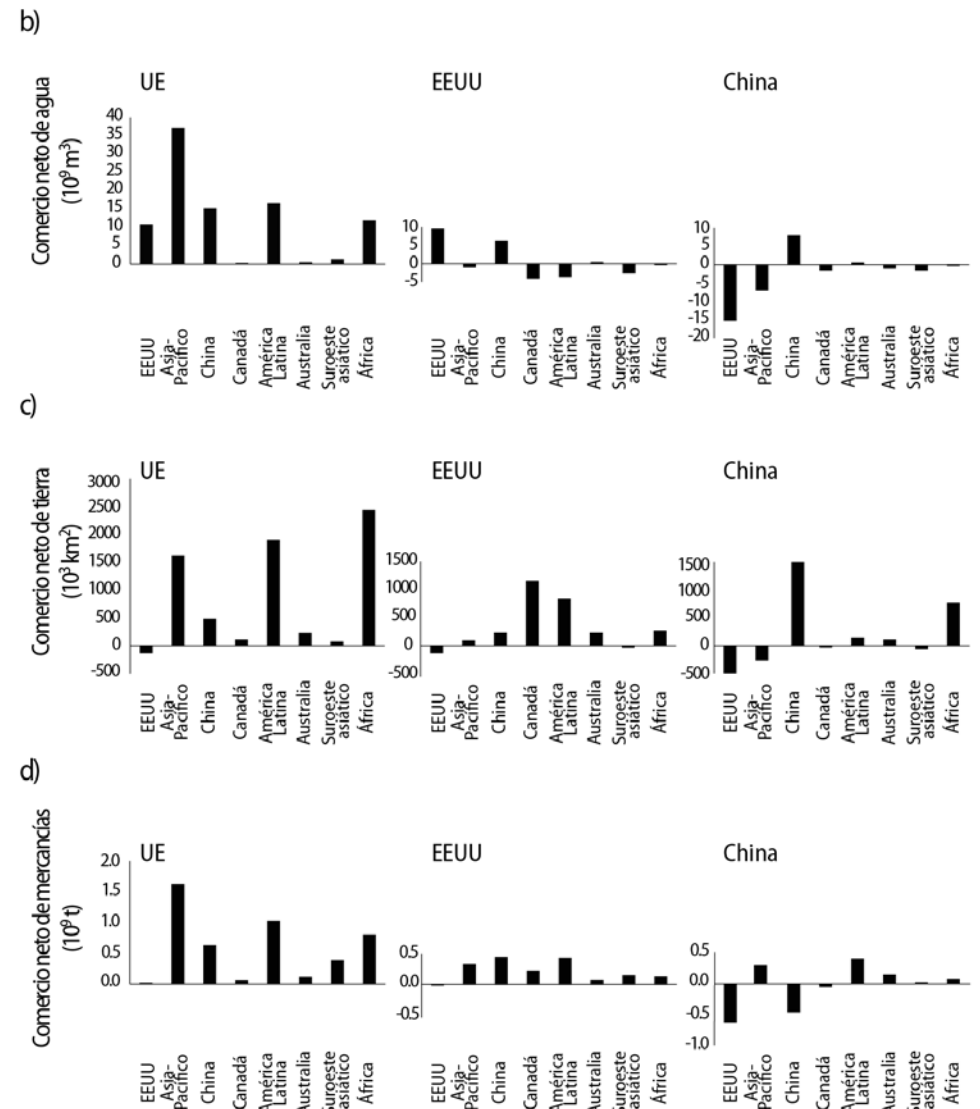 b)
UE
EEUU
China
Comercio neto de agua
(10⁹ m³)
40
35
30
25
20
15
10
5
0
10
5
0
-5
10
5
0
-5
-10
-15
-20
EEUU
Asia-
Pacífico
China
Canadá
América
Latina
Australia
Suroeste
asiático
África
EEUU
Asia-
Pacífico
China
Canadá
América
Latina
Australia
Suroeste
asiático
África
EEUU
Asia-
Pacífico
China
Canadá
América
Latina
Australia
Suroeste
asiático
África
c)
UE
EEUU
China
Comercio neto de tierra
(10³ km²)
3000
2500
2000
1500
1000
500
0
-500
1500
1000
500
0
-500
1500
1000
500
0
-500
EEUU
Asia-
Pacífico
China
Canadá
América
Latina
Australia
Suroeste
asiático
África
EEUU
Asia-
Pacífico
China
Canadá
América
Latina
Australia
Suroeste
asiático
África
EEUU
Asia-
Pacífico
China
Canadá
América
Latina
Australia
Suroeste
asiático
África
d)
UE
EEUU
China
Comercio neto de mercancías
(10⁹ t)
2.0
1.5
1.0
0.5
0.0
0.5
0.0
-0.5
0.5
0.0
-0.5
-1.0
EEUU
Asia-
Pacífico
China
Canadá
América
Latina
Australia
Suroeste
asiático
África
EEUU
Asia-
Pacífico
China
Canadá
América
Latina
Australia
Suroeste
asiático
África
EEUU
Asia-
Pacífico
China
Canadá
América
Latina
Australia
Suroeste
asiático
África